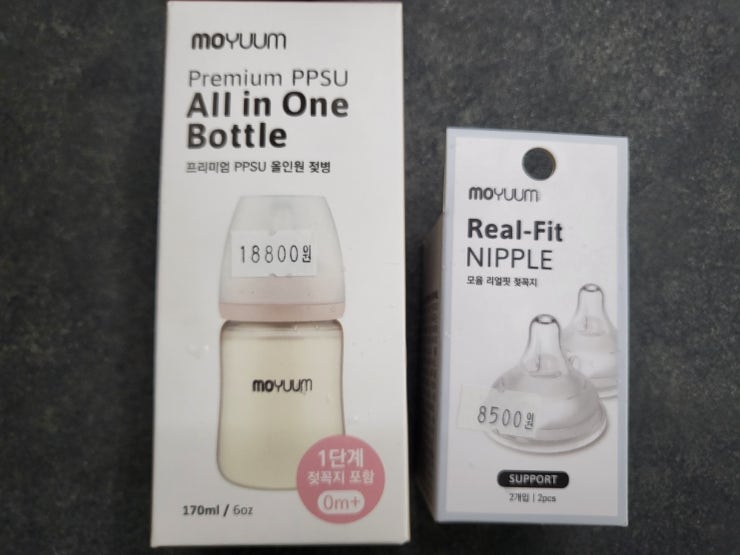 moyuum
Premium PPSU
All in One
Bottle
프리미엄 PPSU 올인원 젖병
18800원
moyuum
1단계
젖꼭지 포함
0m+
170ml / 6oz
moyuum
Real-Fit
NIPPLE
모윰 리얼핏 젖꼭지
8500원
SUPPORT
2개입 | 2pcs